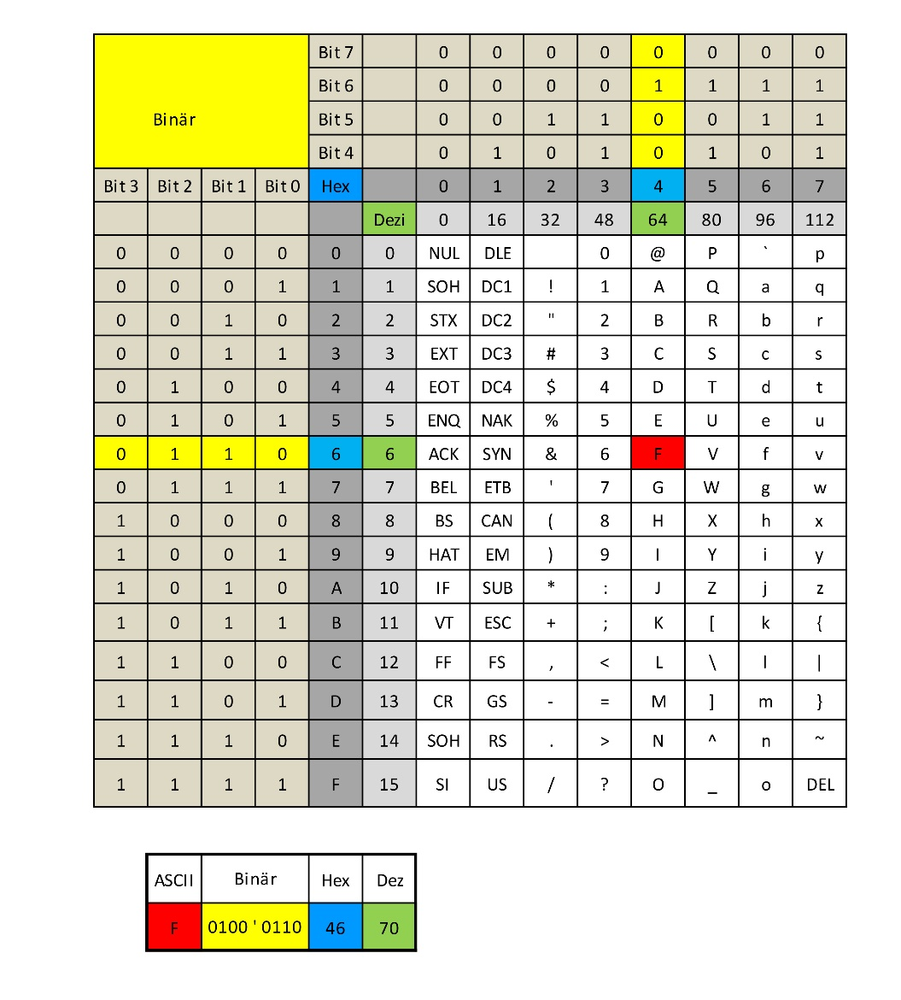 Bit 7 0 0 0 0 0 0 0 0
Bit 6 0 0 0 0 1 1 1 1
Binär Bit 5 0 0 1 1 0 0 1 1
Bit 4 0 1 0 1 0 1 0 1
Bit 3 Bit 2 Bit 1 Bit 0 Hex 0 1 2 3 4 5 6 7
Dezi 0 16 32 48 64 80 96 112
0 0 0 0 0 0 NUL DLE 0 @ P ` p
0 0 0 1 1 1 SOH DC1 ! 1 A Q a q
0 0 1 0 2 2 STX DC2 " 2 B R b r
0 0 1 1 3 3 EXT DC3 # 3 C S c s
0 1 0 0 4 4 EOT DC4 $ 4 D T d t
0 1 0 1 5 5 ENQ NAK % 5 E U e u
0 1 1 0 6 6 ACK SYN & 6 F V f v
0 1 1 1 7 7 BEL ETB ' 7 G W g w
1 0 0 0 8 8 BS CAN ( 8 H X h x
1 0 0 1 9 9 HAT EM ) 9 I Y i y
1 0 1 0 A 10 IF SUB * : J Z j z
1 0 1 1 B 11 VT ESC + ; K [ k {
1 1 0 0 C 12 FF FS , < L \ l |
1 1 0 1 D 13 CR GS - = M ] m }
1 1 1 0 E 14 SOH RS . > N ^ n ~
1 1 1 1 F 15 SI US / ? O _ o DEL
ASCII Binär Hex Dez
F 0100 ' 0110 46 70